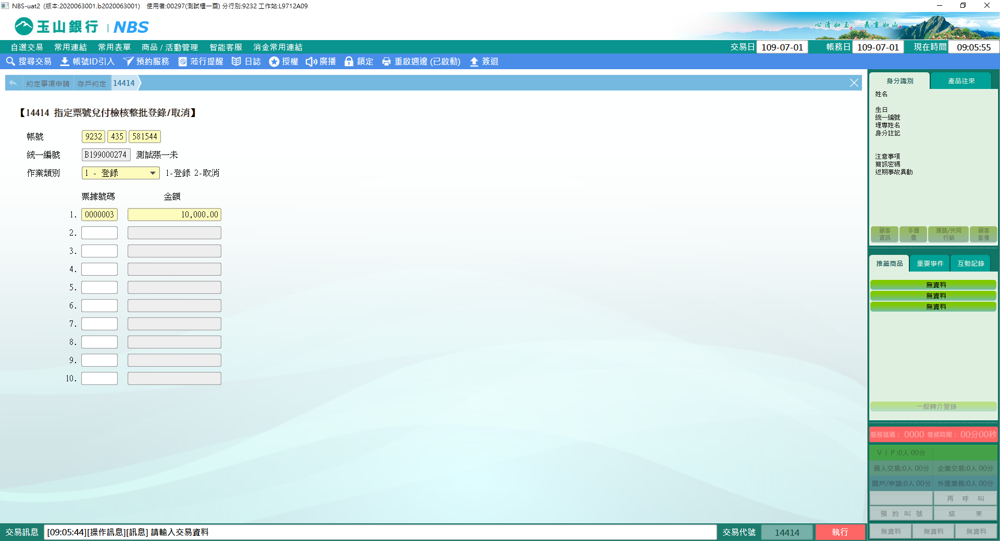 NBS-uat2 (版本:2020063001.b2020063001) 使用者:00297(測試櫃一酉) 分行別:9232 工作站:L9712A09
玉山銀行 | NBS
心清如玉。 義重如山。
自選交易 常用連結 常用表單 商品 / 活動管理 智能客服 消金常用連結 交易日 109-07-01 帳務日 109-07-01 現在時間 09:05:55
搜尋交易 帳號ID引入 預約服務 蒞行提醒 日誌 授權 廣播 鎖定 重啟週邊 (已啟動) 簽退
約定事項申請 存戶約定 14414
【14414 指定票號兌付檢核整批登錄/取消】
帳號 9232 435 581544
統一編號 B199000274 測試張一未
作業類別 1 - 登錄 1-登錄 2-取消
票據號碼 金額
1. 0000003 10,000.00
2.
3.
4.
5.
6.
7.
8.
9.
10.
身分識別 產品往來
姓名
生日
統一編號
理專姓名
身分註記
注意事項
簡訊密碼
近期事故異動
顧客資訊 手續費 通路/共同行銷 顧客影像
推薦商品 重要事件 互動記錄
無資料
無資料
無資料
一般轉介登錄
服務號碼: 0000 等候時間: 00分00秒
VIP:0人 00分
個人交易:0人 00分 企業交易:0人 00分
開戶/申請:0人 00分 外匯業務:0人 00分
再 呼 叫
預 約 叫 號 結 束
無資料 無資料 無資料
交易訊息 [09:05:44][操作訊息][訊息] 請輸入交易資料 交易代號 14414 執行